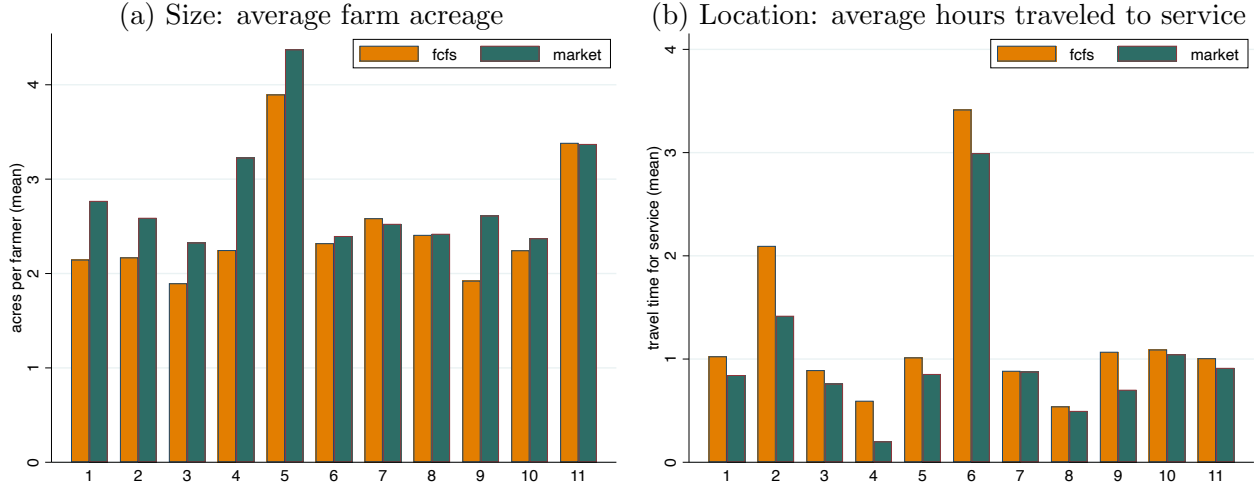 (a) Size: average farm acreage
fcfs market
acres per farmer (mean)
4
3
2
1
0
1 2 3 4 5 6 7 8 9 10 11
(b) Location: average hours traveled to service
fcfs market
travel time for service (mean)
4
3
2
1
0
1 2 3 4 5 6 7 8 9 10 11